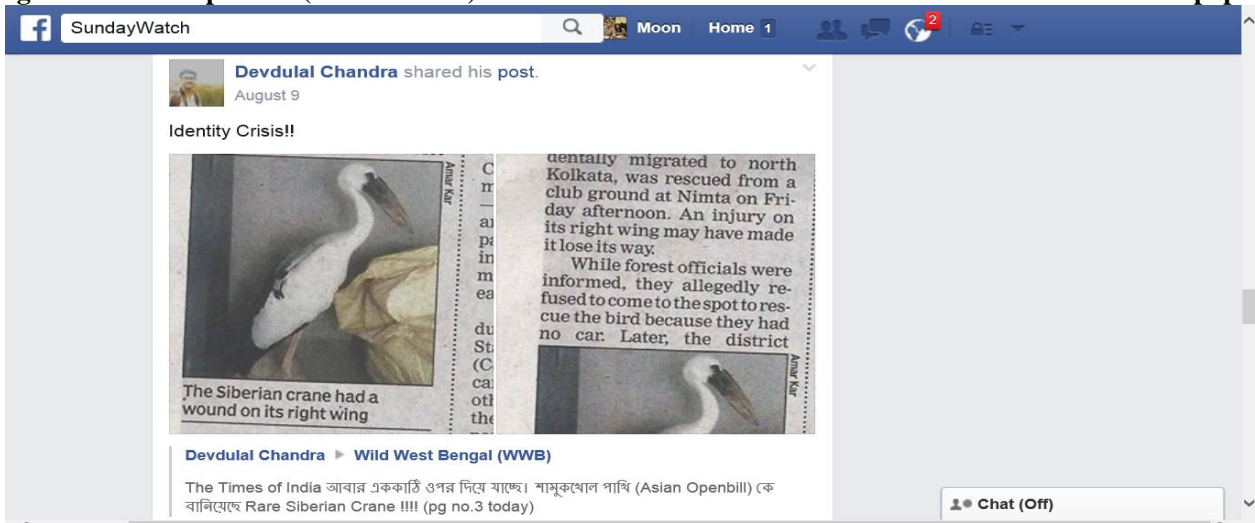 SundayWatch
Moon
Home 1
2
Devdulal Chandra shared his post.
August 9
Identity Crisis!!
Amar Kar
The Siberian crane had a
wound on its right wing
C
m
in
m
ea
du
(C
the
dentally migrated to north
Kolkata, was rescued from a
club ground at Nimta on Fri-
day afternoon. An injury on
its right wing may have made
it lose its way.
While forest officials were
informed, they allegedly re-
fused to come to the spot to res-
cue the bird because they had
no car. Later, the district
Amar Kar
Devdulal Chandra ▶ Wild West Bengal (WWB)
The Times of India আবার এককাঠি ওপর দিয়ে যাচ্ছে। শামুকখোল পাখি (Asian Openbill) কে
বানিয়েছে Rare Siberian Crane !!!! (pg no.3 today)
Chat (Off)